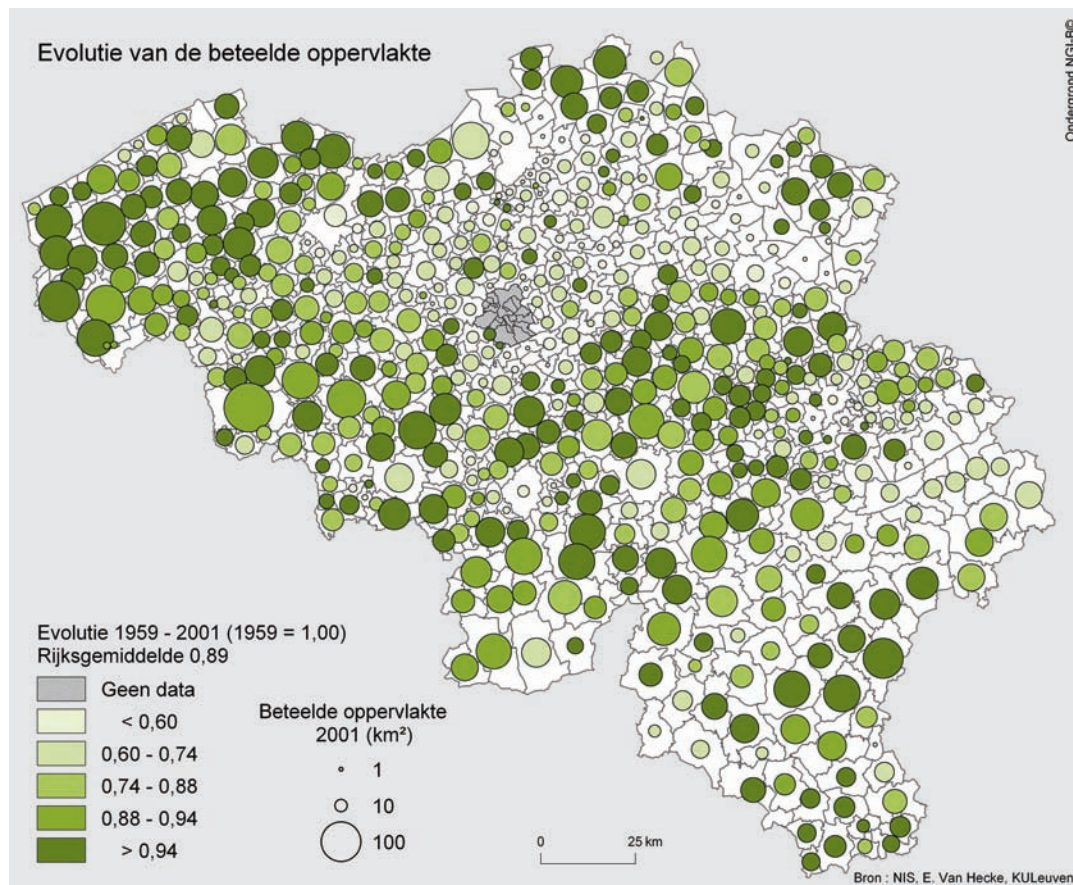 Evolutie van de beteelde oppervlakte
Ondergrond NGI-B©
Evolutie 1959 - 2001 (1959 = 1,00)
Rijksgemiddelde 0,89
Geen data
< 0,60
0,60 - 0,74
0,74 - 0,88
0,88 - 0,94
> 0,94
Beteelde oppervlakte
2001 (km²)
1
10
100
0 25 km
Bron : NIS, E. Van Hecke, KULeuven